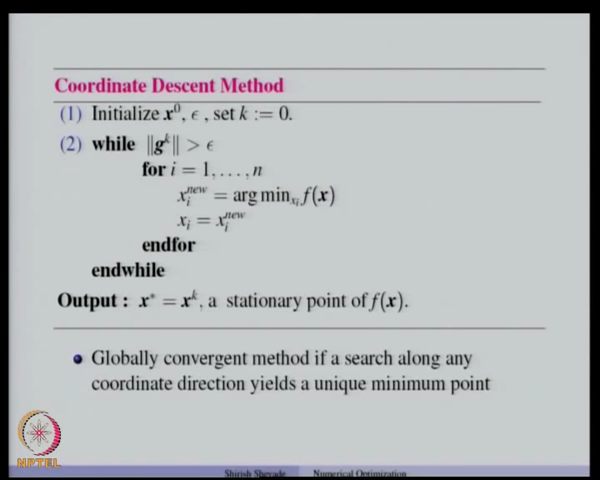 Coordinate Descent Method
(1) Initialize x⁰, ϵ , set k := 0.
(2) while ‖gᵏ‖ > ϵ
for i = 1, . . . , n
xᵢⁿᵉʷ = arg minₓᵢ f(x)
xᵢ = xᵢⁿᵉʷ
endfor
endwhile
Output : x* = xᵏ, a stationary point of f(x).
• Globally convergent method if a search along any
coordinate direction yields a unique minimum point
NPTEL
Shirish Shevade Numerical Optimization